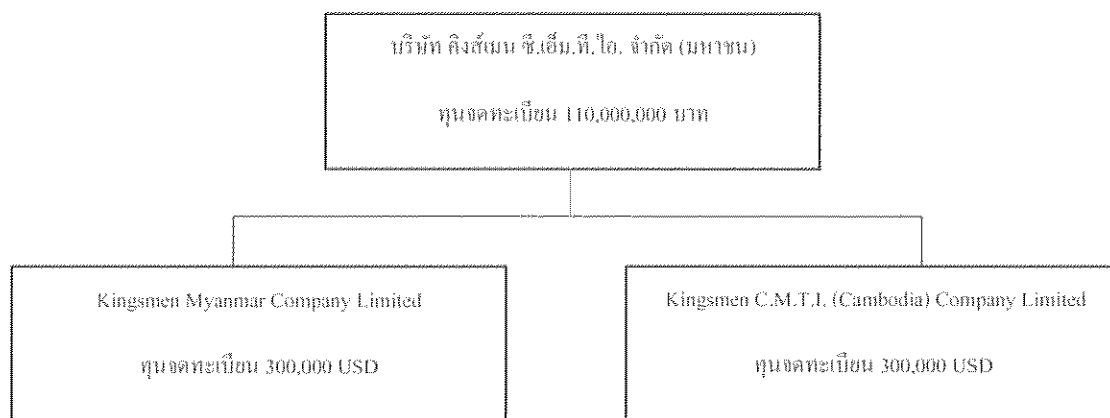 บริษัท คิงส์เมน ซี.เอ็ม.ที.ไอ. จำกัด (มหาชน)
ทุนจดทะเบียน 110,000,000 บาท
Kingsmen Myanmar Company Limited
ทุนจดทะเบียน 300,000 USD
Kingsmen C.M.T.I. (Cambodia) Company Limited
ทุนจดทะเบียน 300,000 USD